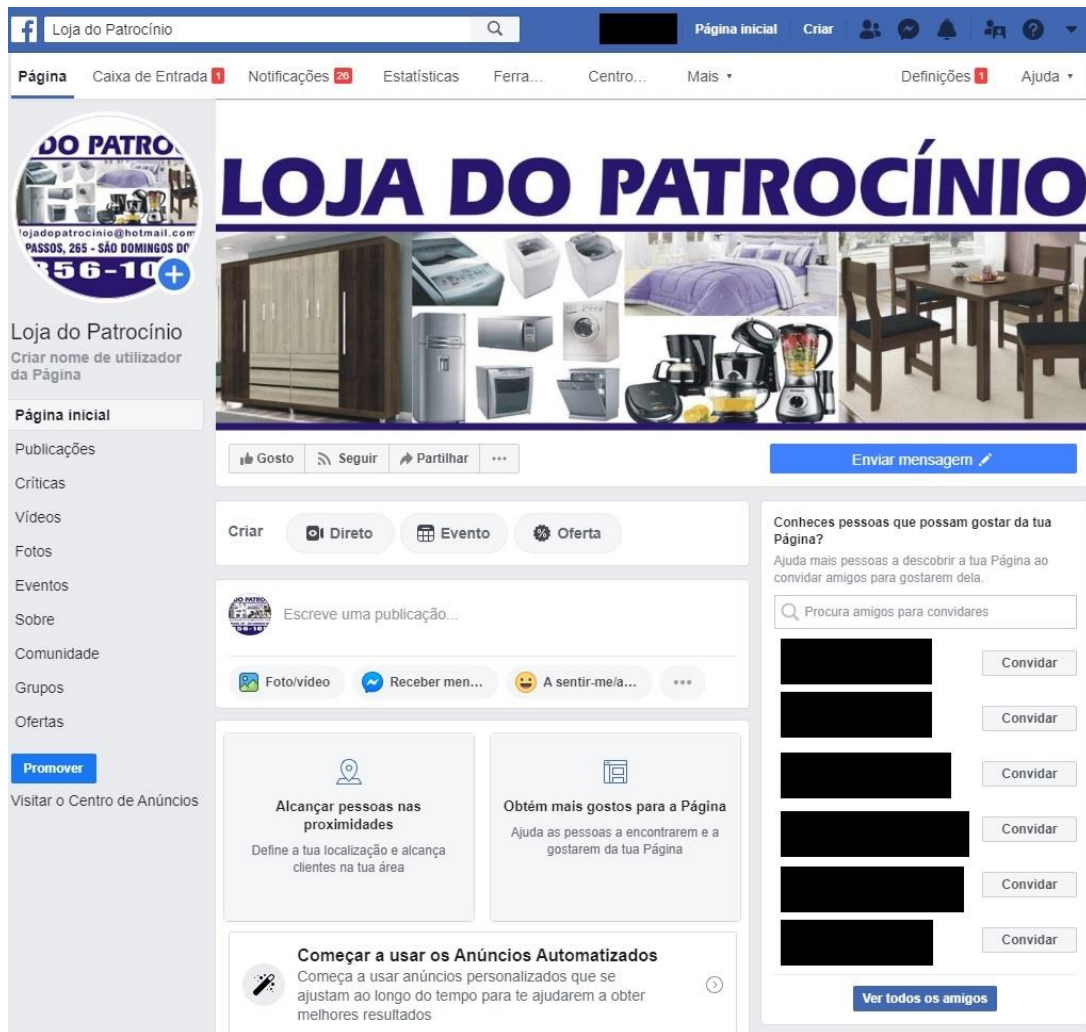 Loja do Patrocínio
Página inicial
Criar
Página
Caixa de Entrada 1
Notificações 26
Estatísticas
Ferra...
Centro...
Mais
Definições 1
Ajuda
DO PATRO
ojadopatrocinio@hotmail.com
PASSOS, 265 - SÃO DOMINGOS DO
356-10
LOJA DO PATROCÍNIO
Loja do Patrocínio
Criar nome de utilizador
da Página
Página inicial
Publicações
Críticas
Vídeos
Fotos
Eventos
Sobre
Comunidade
Grupos
Ofertas
Promover
Visitar o Centro de Anúncios
Gosto
Seguir
Partilhar
Enviar mensagem
Criar
Direto
Evento
Oferta
Escreve uma publicação...
Foto/vídeo
Receber men...
A sentir-me/a...
Alcançar pessoas nas
proximidades
Define a tua localização e alcança
clientes na tua área
Obtém mais gostos para a Página
Ajuda as pessoas a encontrarem e a
gostarem da tua Página
Começar a usar os Anúncios Automatizados
Começa a usar anúncios personalizados que se
ajustam ao longo do tempo para te ajudarem a obter
melhores resultados
Conheces pessoas que possam gostar da tua
Página?
Ajuda mais pessoas a descobrir a tua Página ao
convidar amigos para gostarem dela.
Procura amigos para convidares
Convidar
Convidar
Convidar
Convidar
Convidar
Convidar
Ver todos os amigos